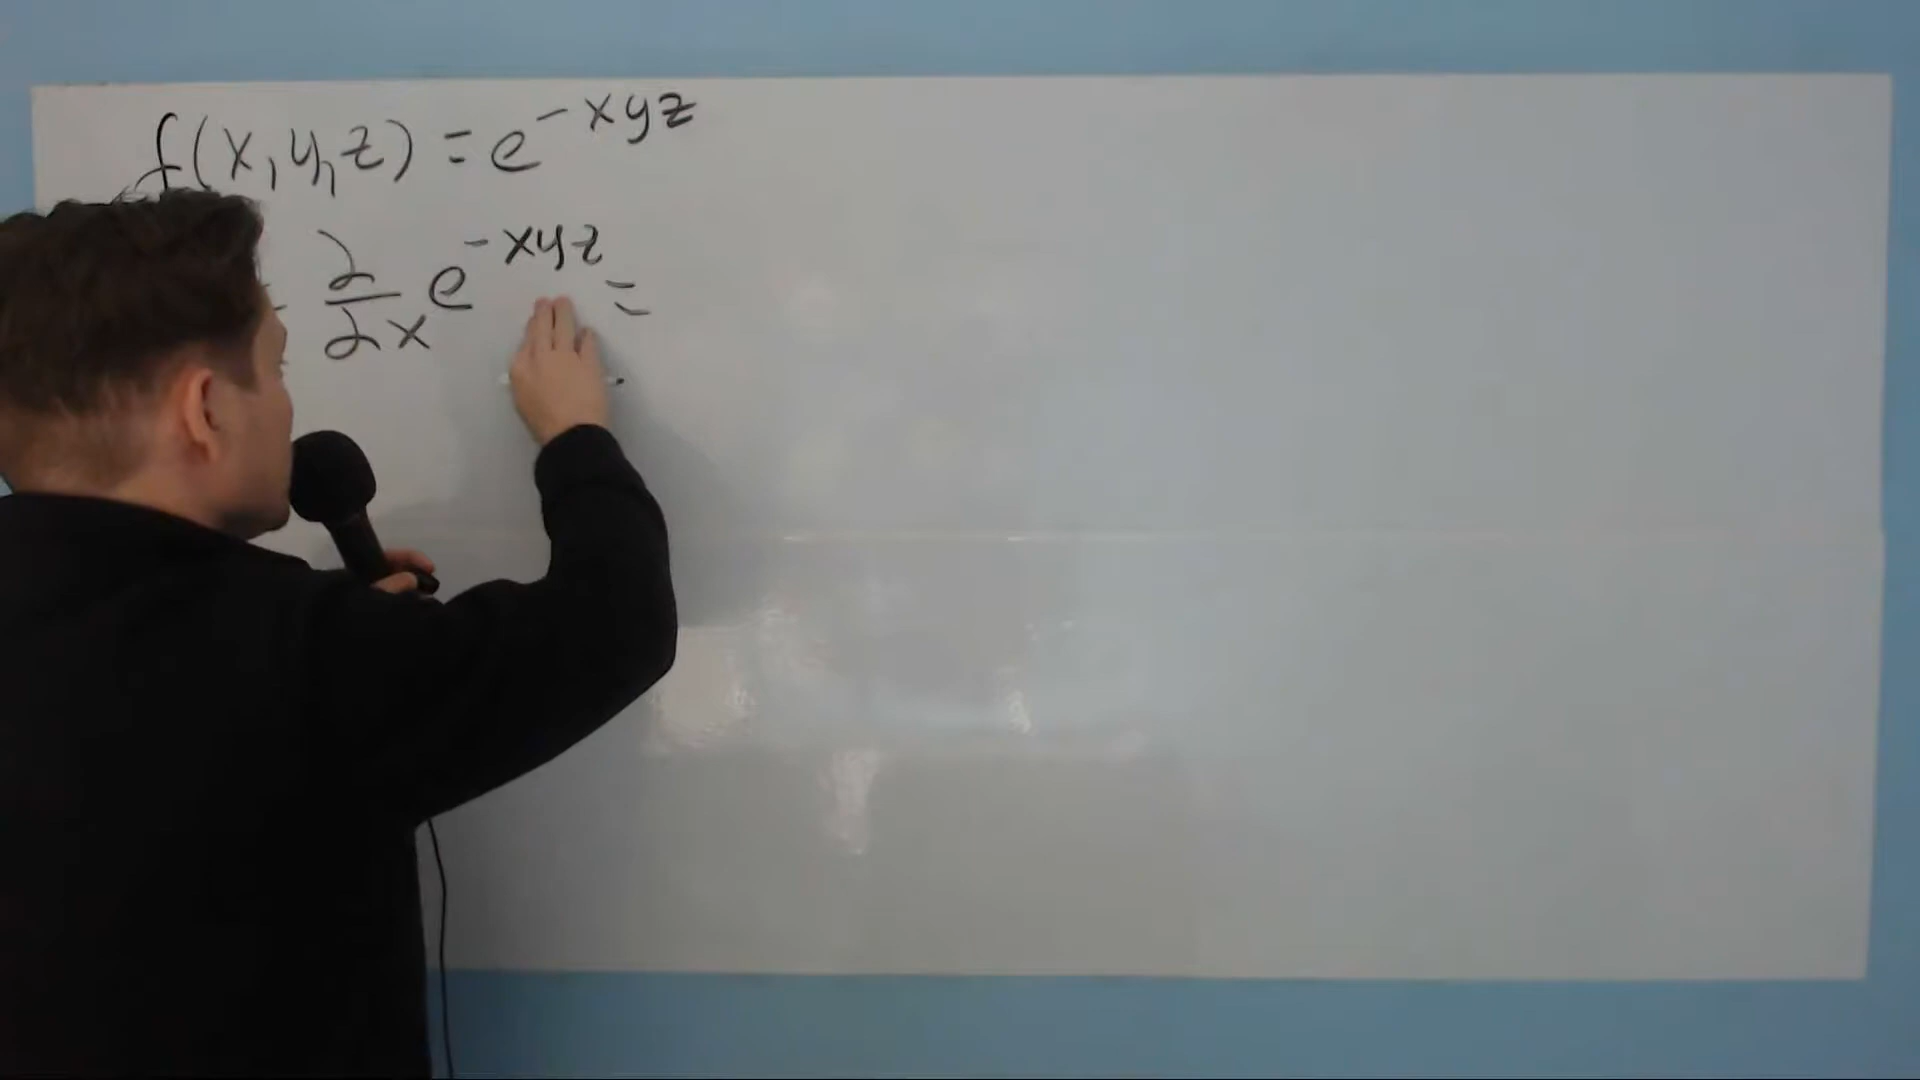 f(x,y,z) = e^{-xyz}
= ∂/∂x e^{-xyz} =